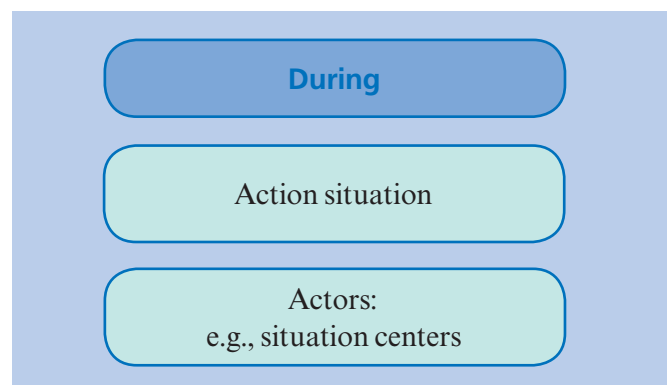 During
Action situation
Actors:
e.g., situation centers